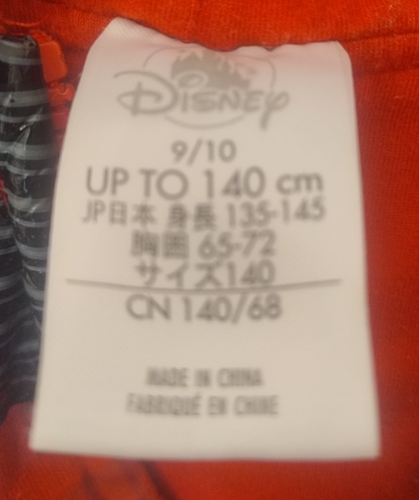 Disney
9/10
UP TO 140 cm
JP日本 身長 135-145
胸囲 65-72
サイズ140
CN 140/68
MADE IN CHINA
FABRIQUÉ EN CHINE